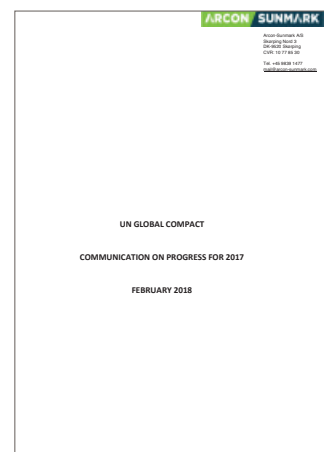 ARCON SUNMARK
Arcon-Sunmark A/S
Skørping Nord 3
DK-9520 Skørping
CVR: 10 77 65 30
Tel. +45 9839 1477
mail@arcon-sunmark.com
UN GLOBAL COMPACT
COMMUNICATION ON PROGRESS FOR 2017
FEBRUARY 2018